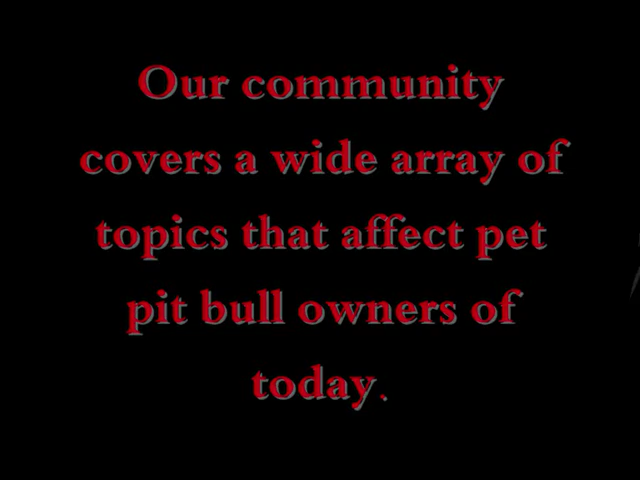 Our community
covers a wide array of
topics that affect pet
pit bull owners of
today.